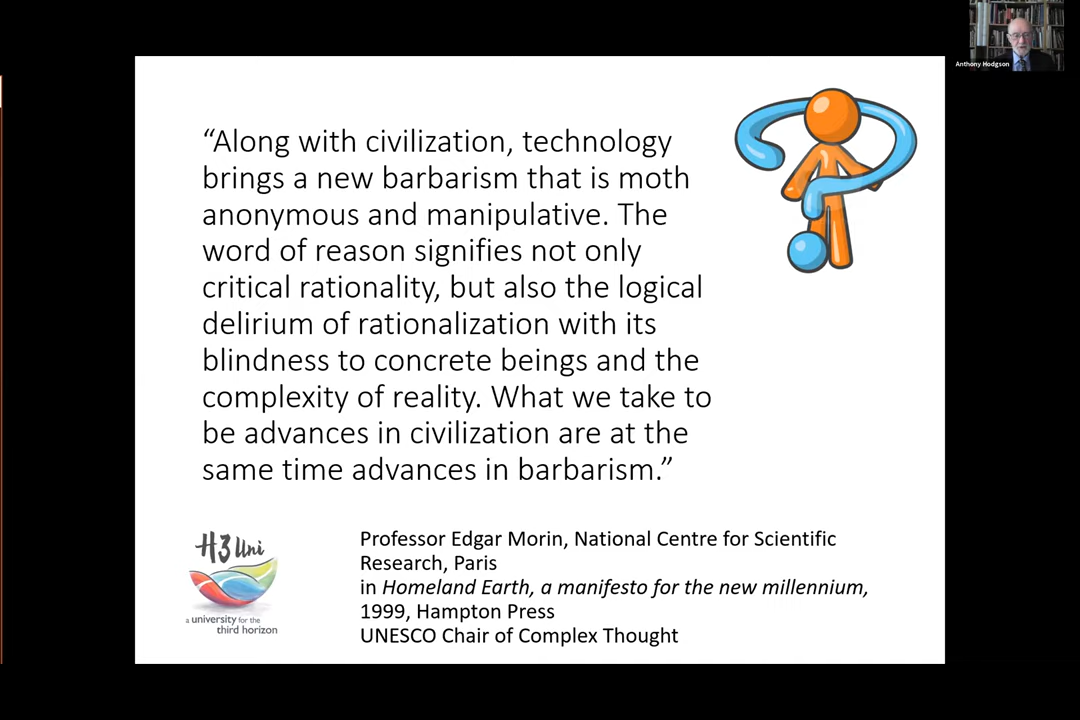 Anthony Hodgson
“Along with civilization, technology
brings a new barbarism that is moth
anonymous and manipulative. The
word of reason signifies not only
critical rationality, but also the logical
delirium of rationalization with its
blindness to concrete beings and the
complexity of reality. What we take to
be advances in civilization are at the
same time advances in barbarism.”
H3Uni
a university for the
third horizon
Professor Edgar Morin, National Centre for Scientific
Research, Paris
in Homeland Earth, a manifesto for the new millennium,
1999, Hampton Press
UNESCO Chair of Complex Thought